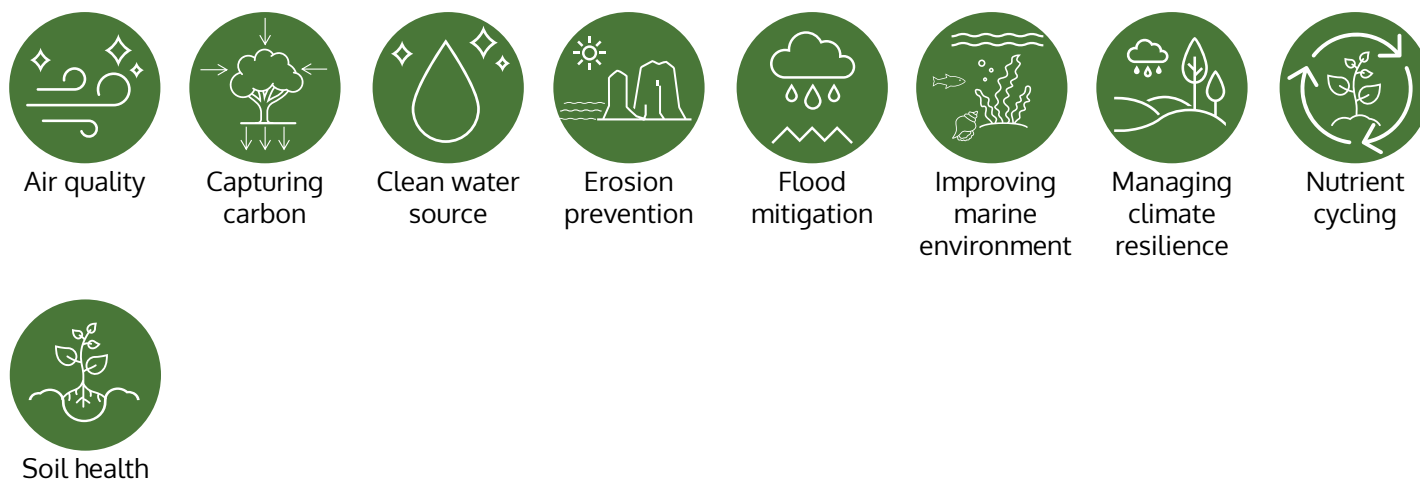 Air quality
Capturing
carbon
Clean water
source
Erosion
prevention
Flood
mitigation
Improving
marine
environment
Managing
climate
resilience
Nutrient
cycling
Soil health